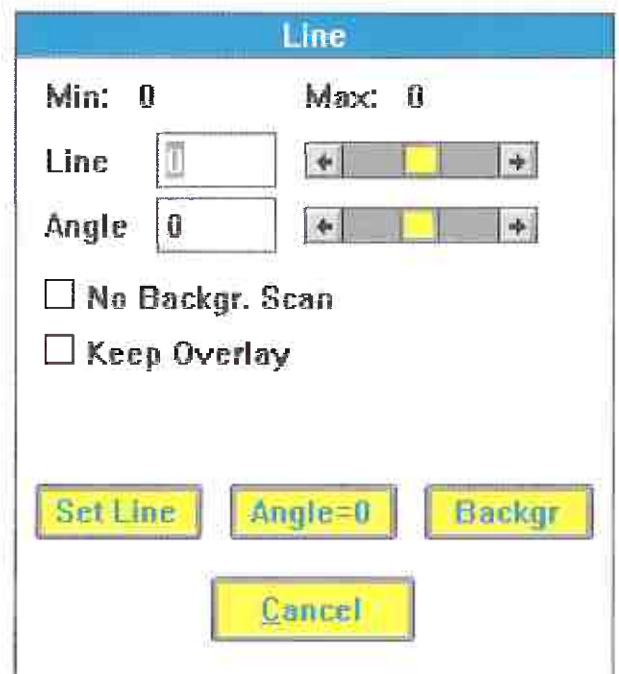 Line
Min: 0 Max: 0
Line
Angle 0
No Backgr. Scan
Keep Overlay
Set Line Angle=0 Backgr
Cancel